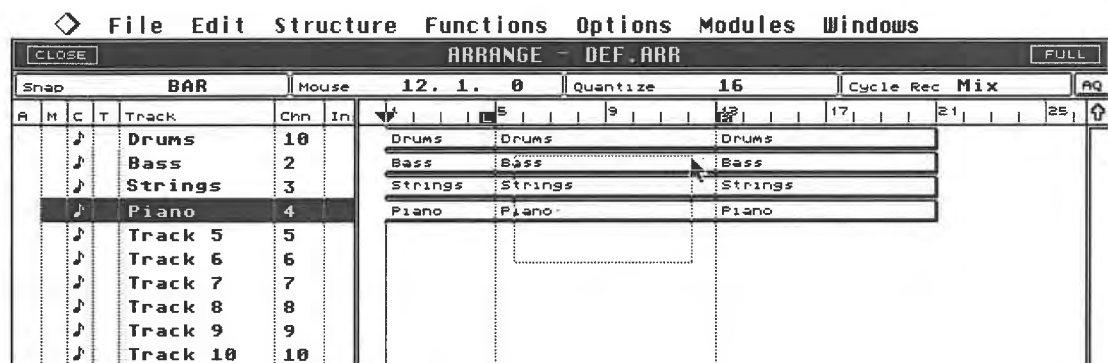 File Edit Structure Functions Options Modules Windows
CLOSE ARRANGE - DEF.ARR FULL
Snap BAR Mouse 12. 1. 0 Quantize 16 Cycle Rec Mix AQ
A M C T Track Chn In 5 9 17 21 25
Drums 10 Drums Drums Drums
Bass 2 Bass Bass Bass
Strings 3 Strings Strings Strings
Piano 4 Piano Piano Piano
Track 5 5
Track 6 6
Track 7 7
Track 8 8
Track 9 9
Track 10 10